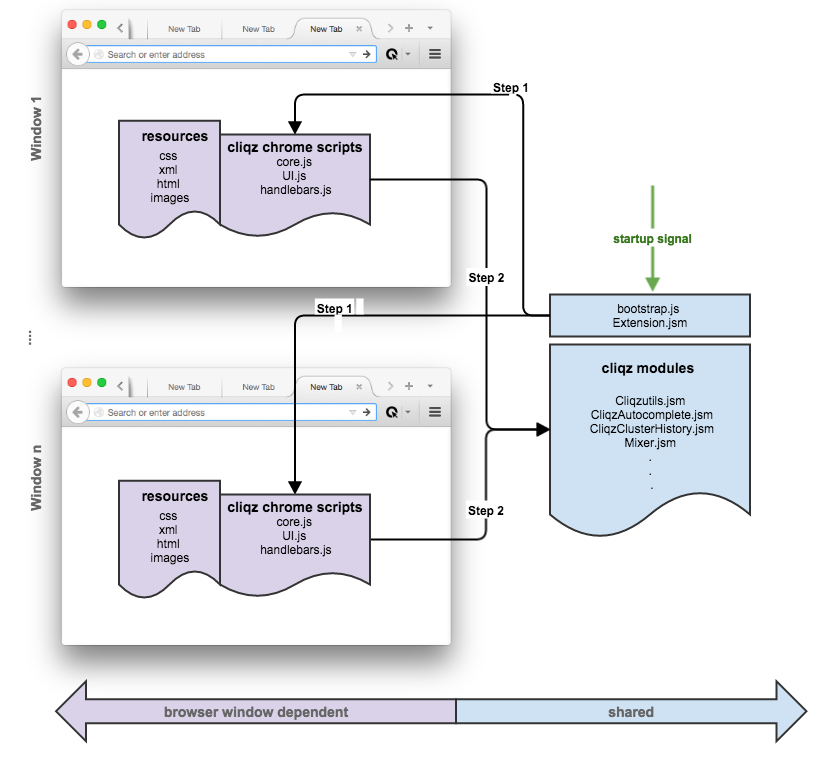 New Tab
New Tab
New Tab
Search or enter address
Window 1
Step 1
resources
css
xml
html
images
cliqz chrome scripts
core.js
UI.js
handlebars.js
startup signal
Step 2
Step 1
bootstrap.js
Extension.jsm
....
cliqz modules
Cliqzutils.jsm
CliqzAutocomplete.jsm
CliqzClusterHistory.jsm
Mixer.jsm
.
.
.
New Tab
New Tab
New Tab
Search or enter address
Window n
resources
css
xml
html
images
cliqz chrome scripts
core.js
UI.js
handlebars.js
Step 2
browser window dependent
shared